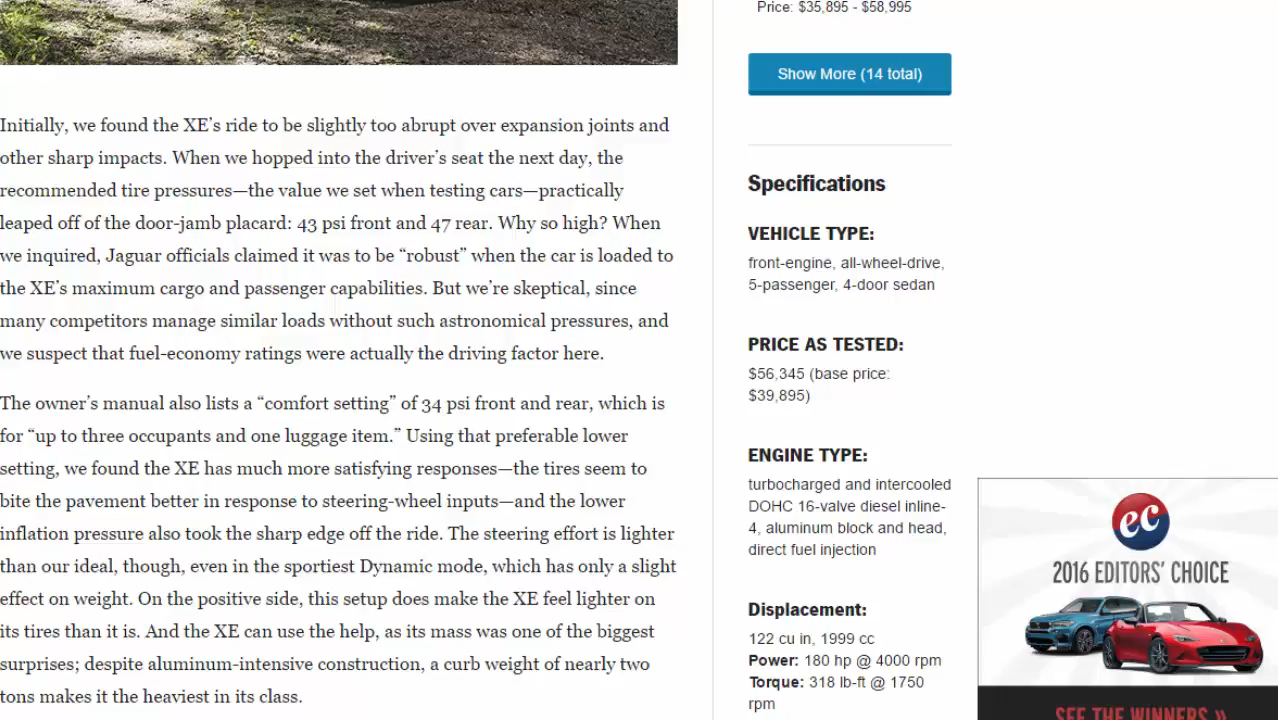 Initially, we found the XE’s ride to be slightly too abrupt over expansion joints and
other sharp impacts. When we hopped into the driver’s seat the next day, the
recommended tire pressures—the value we set when testing cars—practically
leaped off of the door-jamb placard: 43 psi front and 47 rear. Why so high? When
we inquired, Jaguar officials claimed it was to be “robust” when the car is loaded to
the XE’s maximum cargo and passenger capabilities. But we’re skeptical, since
many competitors manage similar loads without such astronomical pressures, and
we suspect that fuel-economy ratings were actually the driving factor here.
The owner’s manual also lists a “comfort setting” of 34 psi front and rear, which is
for “up to three occupants and one luggage item.” Using that preferable lower
setting, we found the XE has much more satisfying responses—the tires seem to
bite the pavement better in response to steering-wheel inputs—and the lower
inflation pressure also took the sharp edge off the ride. The steering effort is lighter
than our ideal, though, even in the sportiest Dynamic mode, which has only a slight
effect on weight. On the positive side, this setup does make the XE feel lighter on
its tires than it is. And the XE can use the help, as its mass was one of the biggest
surprises; despite aluminum-intensive construction, a curb weight of nearly two
tons makes it the heaviest in its class.
Price: $35,895 - $58,995
Show More (14 total)
Specifications
VEHICLE TYPE:
front-engine, all-wheel-drive,
5-passenger, 4-door sedan
PRICE AS TESTED:
$56,345 (base price:
$39,895)
ENGINE TYPE:
turbocharged and intercooled
DOHC 16-valve diesel inline-
4, aluminum block and head,
direct fuel injection
Displacement:
122 cu in, 1999 cc
Power: 180 hp @ 4000 rpm
Torque: 318 lb-ft @ 1750
rpm
ec
2016 EDITORS’ CHOICE
SEE THE WINNERS »